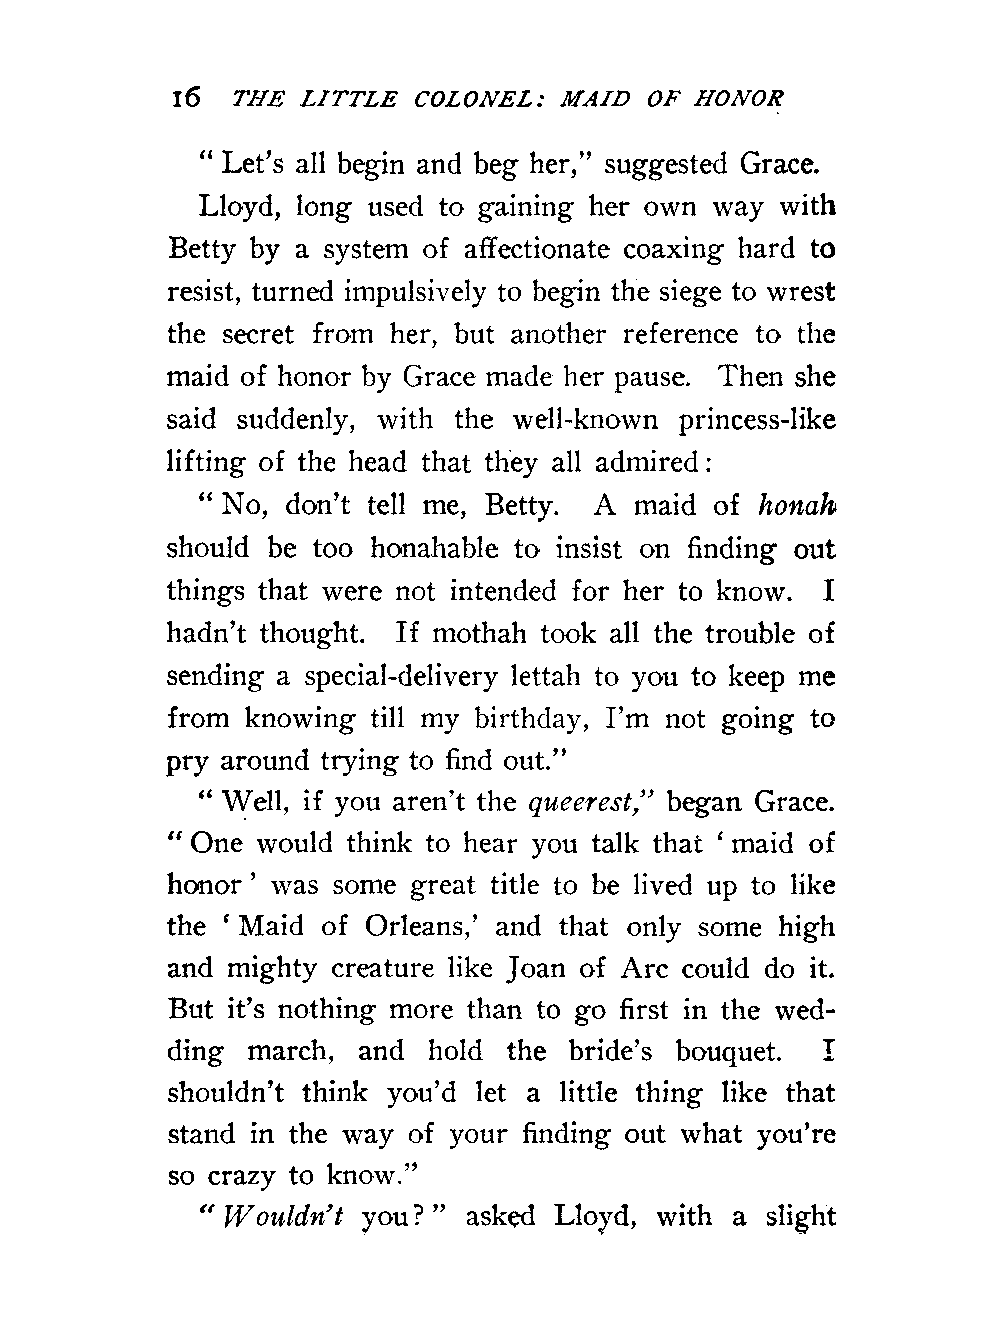 16 THE LITTLE COLONEL: MAID OF HONOR
" Let's all begin and beg her," suggested Grace.
Lloyd, long used to gaining her own way with
Betty by a system of affectionate coaxing hard to
resist, turned impulsively to begin the siege to wrest
the secret from her, but another reference to the
maid of honor by Grace made her pause. Then she
said suddenly, with the well-known princess-like
lifting of the head that they all admired :
" No, don't tell me, Betty. A maid of honah
should be too honahable to insist on finding out
things that were not intended for her to know. I
hadn't thought. If mothah took all the trouble of
sending a special-delivery lettah to you to keep me
from knowing till my birthday, I'm not going to
pry around trying to find out."
" Well, if you aren't the queerest," began Grace.
" One would think to hear you talk that ' maid of
honor ' was some great title to be lived up to like
the ' Maid of Orleans,' and that only some high
and mighty creature like Joan of Arc could do it.
But it's nothing more than to go first in the wed-
ding march, and hold the bride's bouquet. I
shouldn't think you'd let a little thing like that
stand in the way of your finding out what you're
so crazy to know."
" Wouldn't you? " asked Lloyd, with a slight